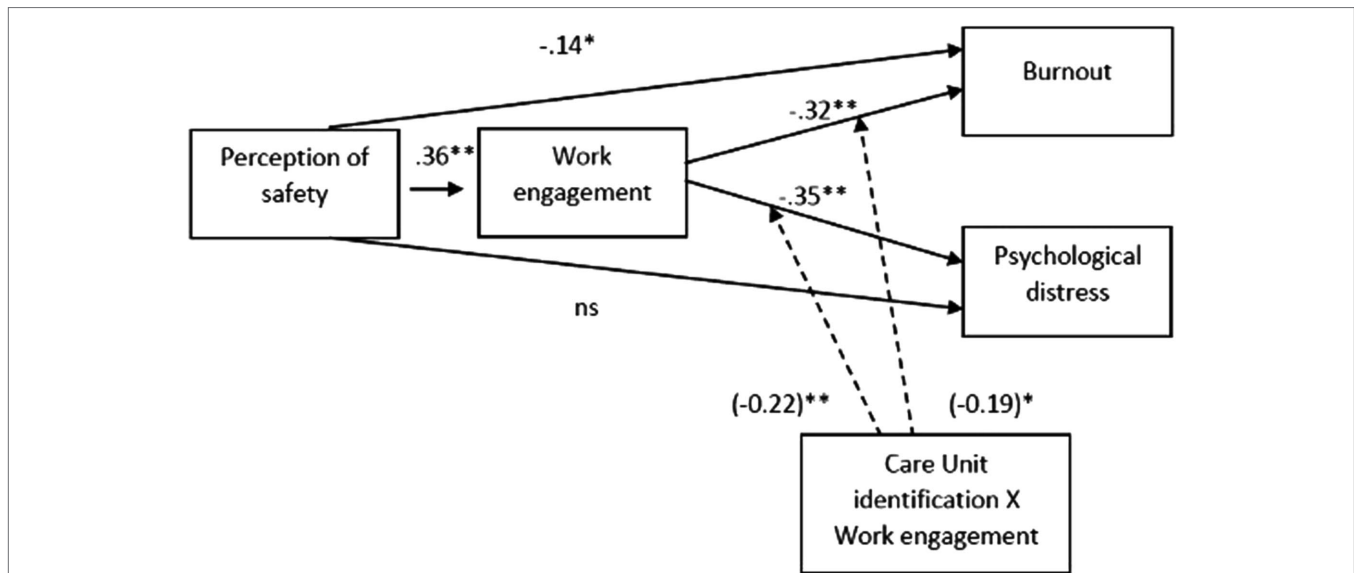 -.14*
Burnout
-.32**
Perception of
safety
.36**
Work
engagement
-.35**
Psychological
distress
ns
(-0.22)**
(-0.19)*
Care Unit
identification X
Work engagement